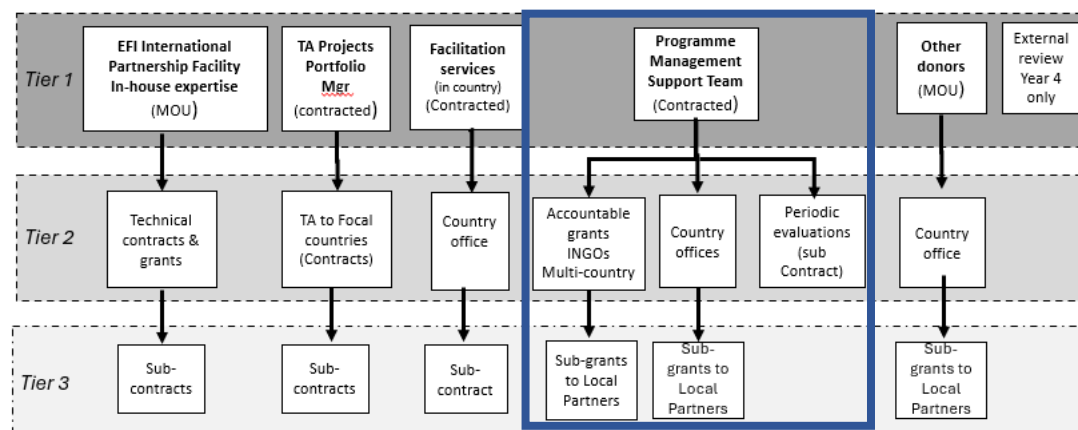 Tier 1
EFI International
Partnership Facility
In-house expertise
(MOU)
TA Projects
Portfolio
Mgr
(contracted)
Facilitation
services
(in country)
(Contracted)
Programme
Management
Support Team
(Contracted)
Other
donors
(MOU)
External
review
Year 4
only
Tier 2
Technical
contracts &
grants
TA to Focal
countries
(Contracts)
Country
office
Accountable
grants
INGOs
Multi-country
Country
offices
Periodic
evaluations
(sub
Contract)
Country
office
Tier 3
Sub-
contracts
Sub-
contracts
Sub-
contract
Sub-grants
to Local
Partners
Sub-
grants to
Local
Partners
Sub-
grants to
Local
Partners